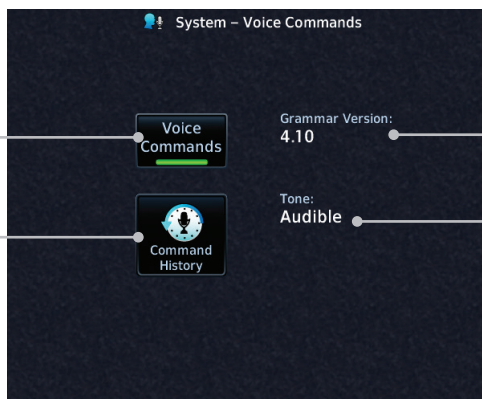 System – Voice Commands
Voice
Commands
Grammar Version:
4.10
Command
History
Tone:
Audible